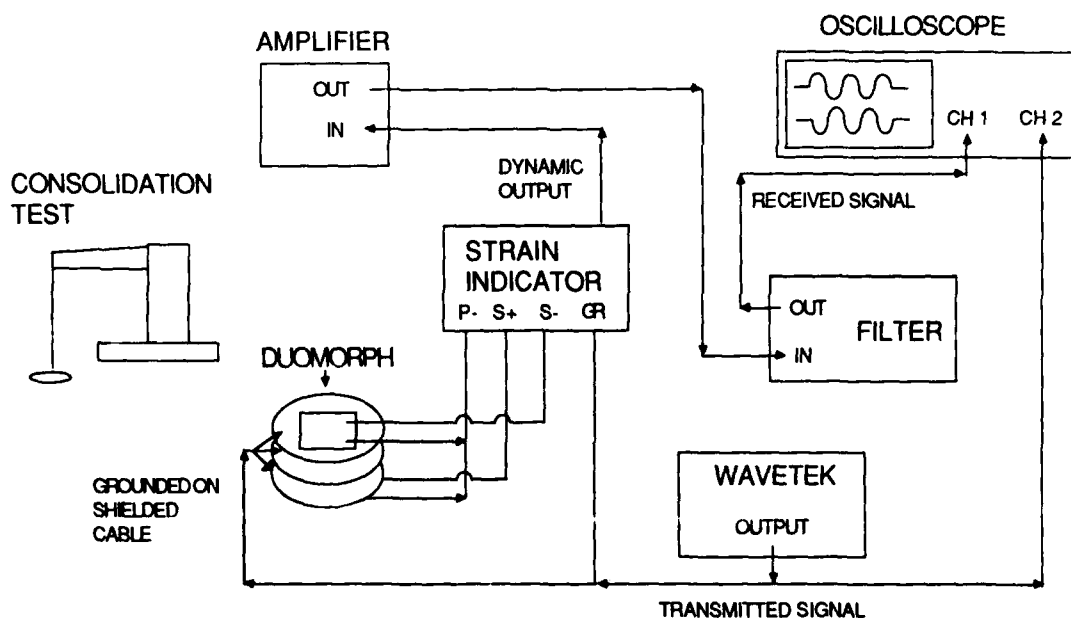 OSCILLOSCOPE
AMPLIFIER
OUT
IN
CH 1
CH 2
DYNAMIC
OUTPUT
RECEIVED SIGNAL
CONSOLIDATION
TEST
STRAIN
INDICATOR
P-
S+
S-
GR
OUT
FILTER
IN
DUOMORPH
GROUNDED ON
SHIELDED
CABLE
WAVETEK
OUTPUT
TRANSMITTED SIGNAL